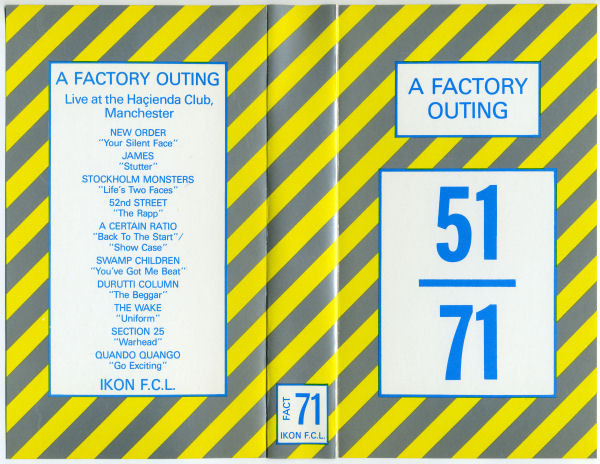 A FACTORY OUTING
Live at the Haçienda Club,
Manchester
NEW ORDER
"Your Silent Face"
JAMES
"Stutter"
STOCKHOLM MONSTERS
"Life's Two Faces"
52nd STREET
"The Rapp"
A CERTAIN RATIO
"Back To The Start"/
"Show Case"
SWAMP CHILDREN
"You've Got Me Beat"
DURUTTI COLUMN
"The Beggar"
THE WAKE
"Uniform"
SECTION 25
"Warhead"
QUANDO QUANGO
"Go Exciting"
IKON F.C.L.
FACT
71
IKON F.C.L.
A FACTORY
OUTING
51
71